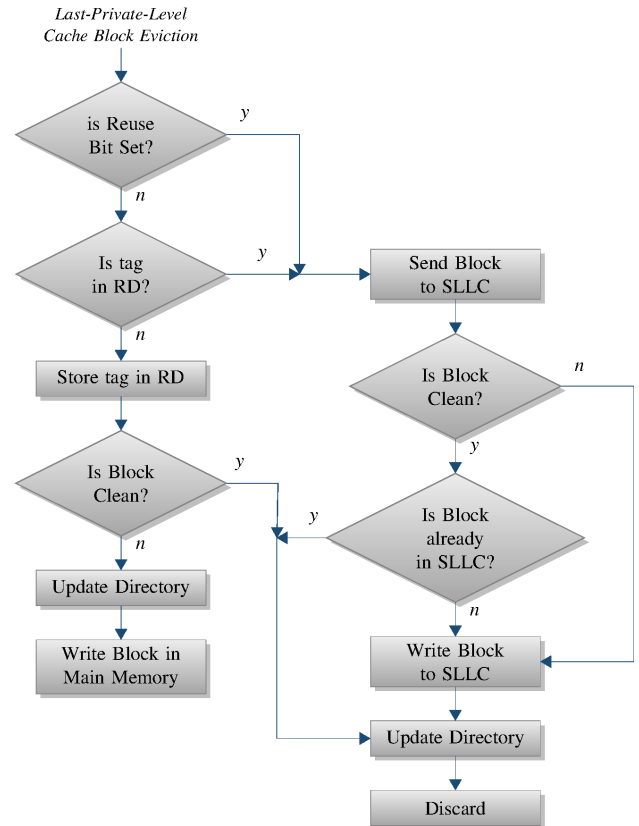 Last-Private-Level
Cache Block Eviction
is Reuse
Bit Set?
y
n
Is tag
in RD?
y
n
Send Block
to SLLC
Store tag in RD
Is Block
Clean?
n
y
Is Block
Clean?
y
n
Is Block
already
in SLLC?
y
n
Update Directory
Write Block in
Main Memory
Write Block
to SLLC
Update Directory
Discard